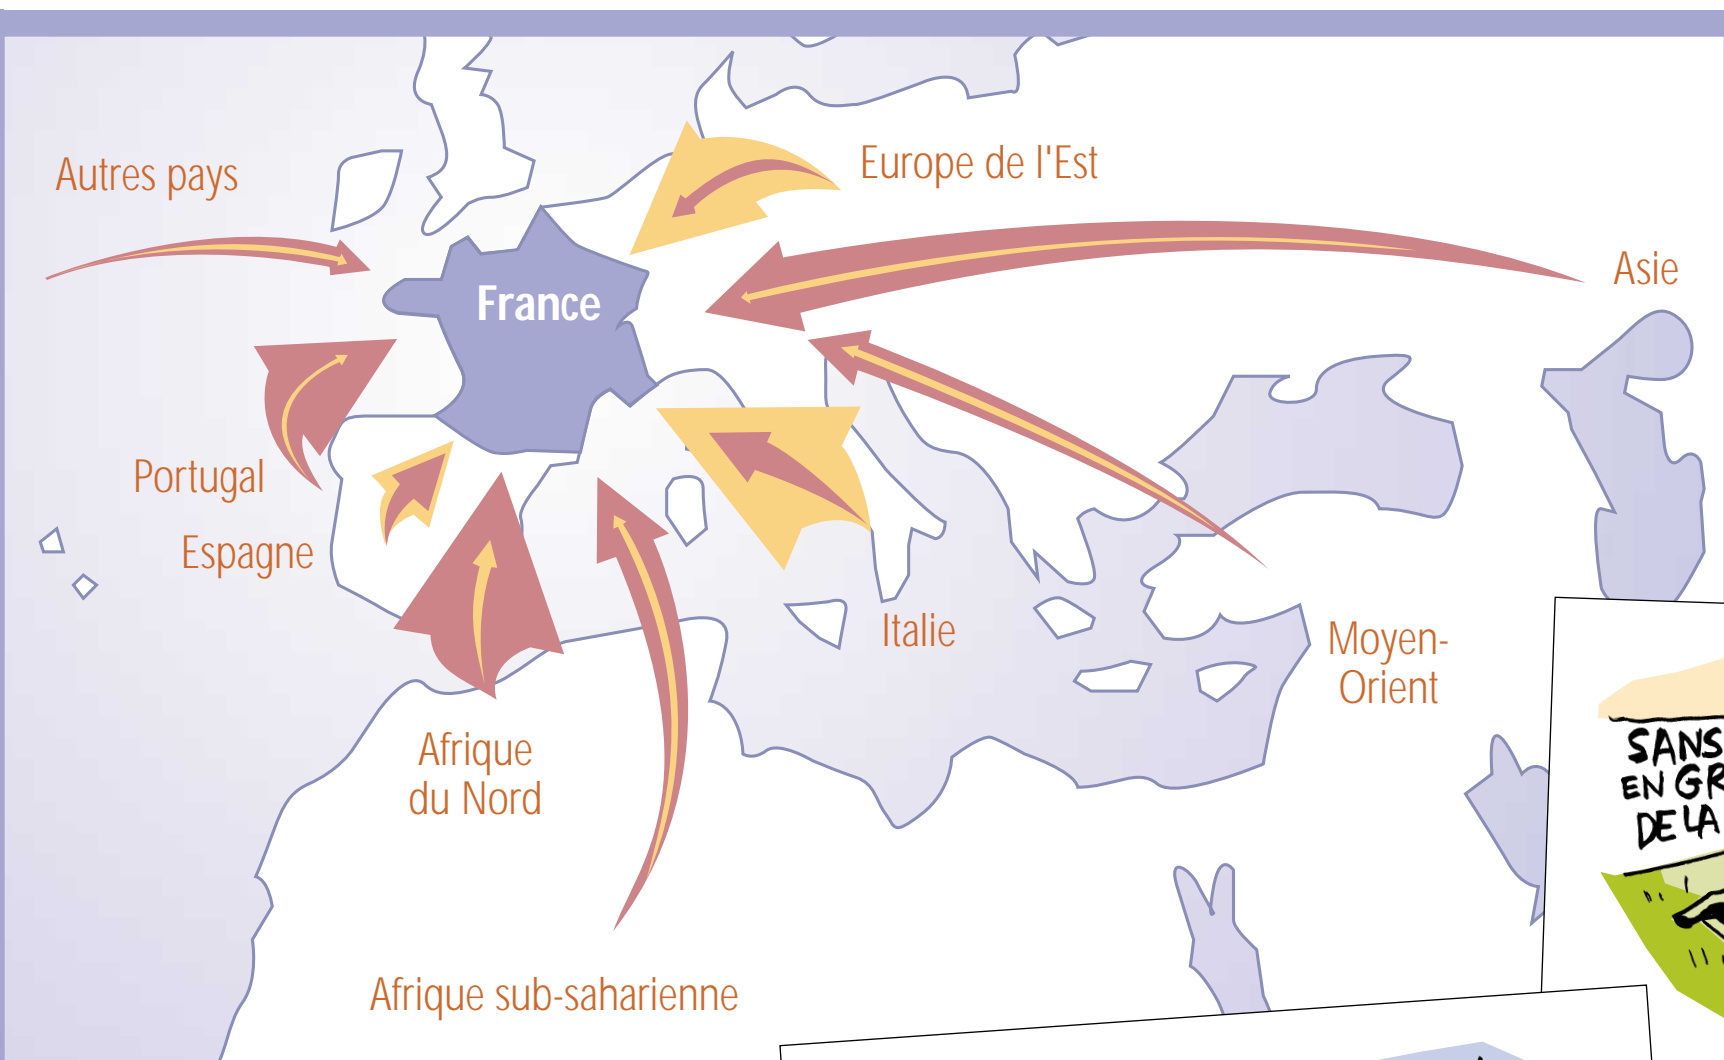 Autres pays
Europe de l'Est
Asie
France
Portugal
Espagne
Italie
Moyen-
Orient
Afrique
du Nord
Afrique sub-saharienne
SANS
EN GR
DE LA